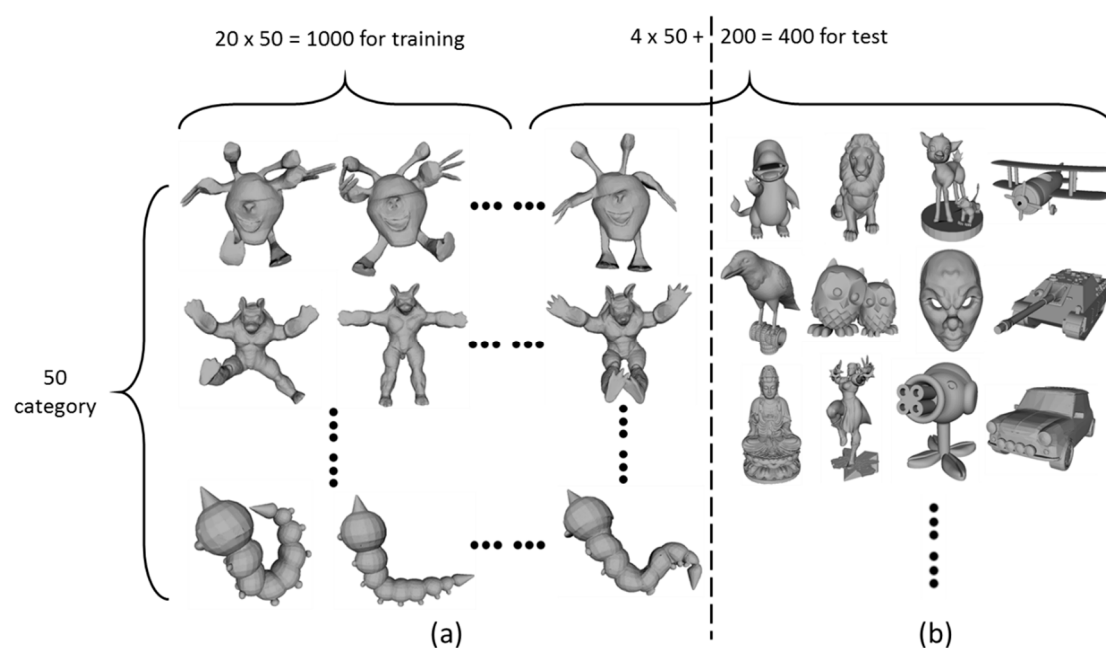 20 x 50 = 1000 for training
4 x 50 + 200 = 400 for test
50
category
(a)
(b)